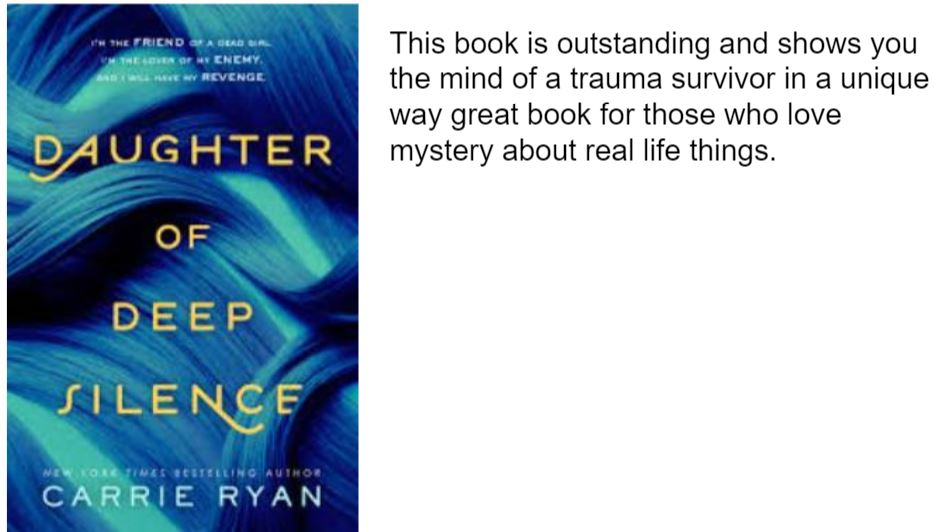 I'M THE FRIEND OF A DEAD GIRL.
I'M THE LOVER OF MY ENEMY.
AND I WILL HAVE MY REVENGE.
DAUGHTER
OF
DEEP
SILENCE
NEW YORK TIMES BESTSELLING AUTHOR
CARRIE RYAN
This book is outstanding and shows you
the mind of a trauma survivor in a unique
way great book for those who love
mystery about real life things.